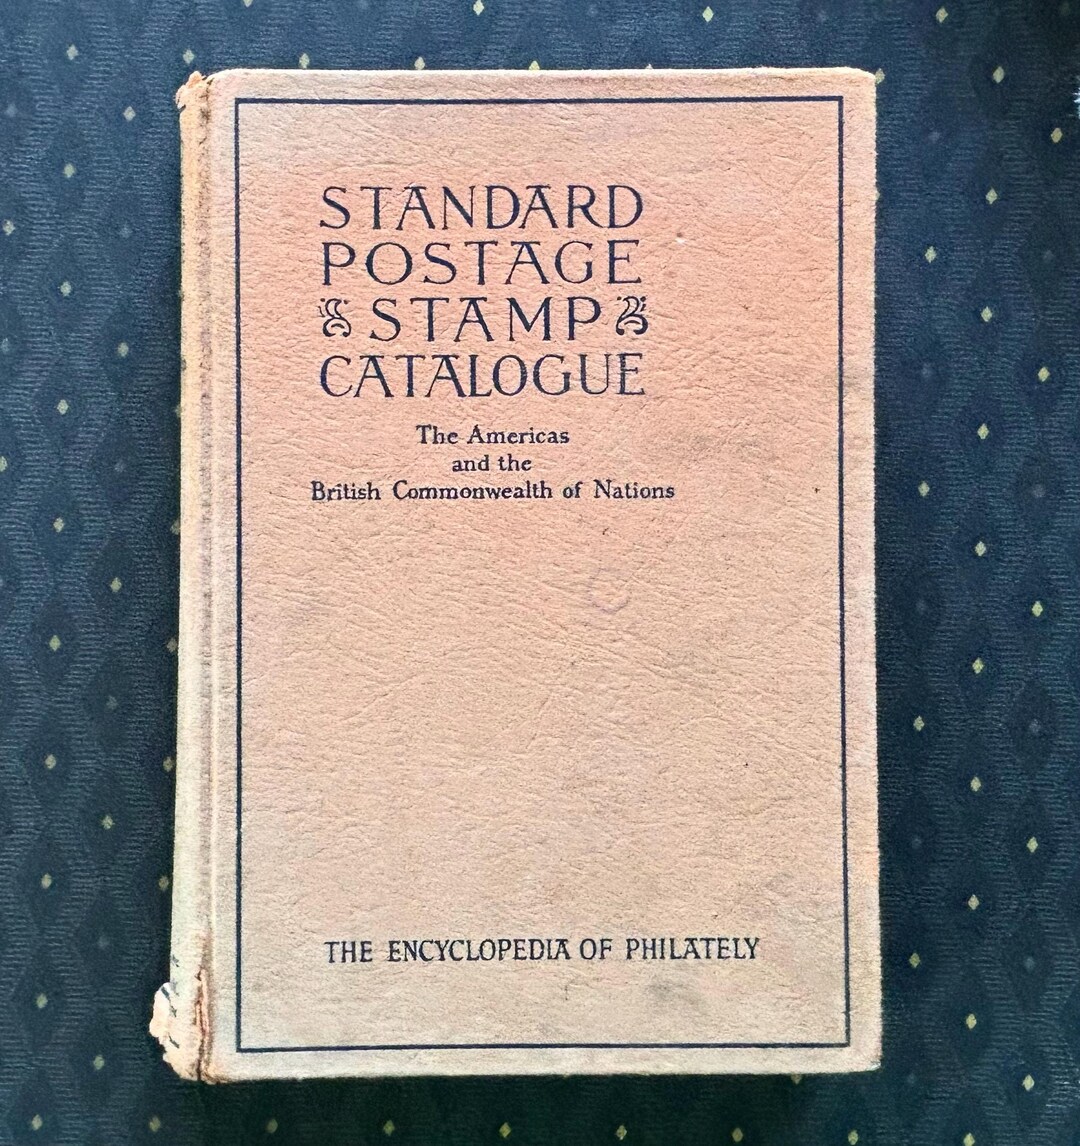 STANDARD
POSTAGE
STAMP
CATALOGUE
The Americas
and the
British Commonwealth of Nations
THE ENCYCLOPEDIA OF PHILATELY